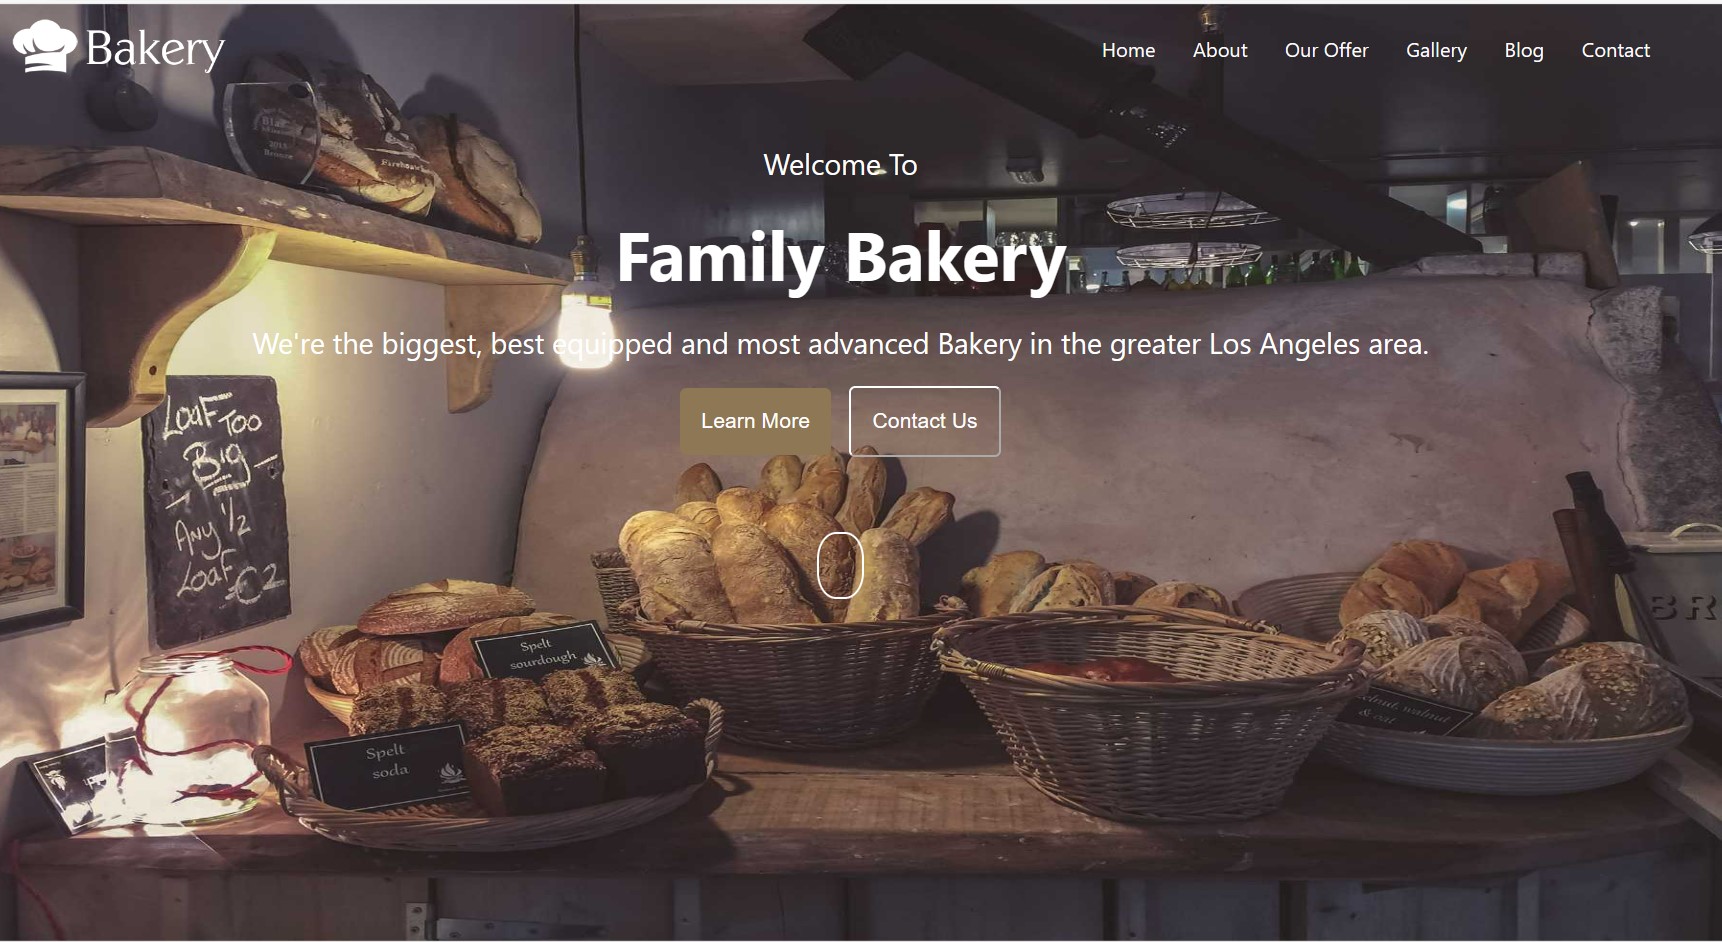 Bakery
Home
About
Our Offer
Gallery
Blog
Contact
Welcome To
Family Bakery
We're the biggest, best equipped and most advanced Bakery in the greater Los Angeles area.
Learn More
Contact Us
Loaf Too
Big
Any 1/2
Loaf £2
Spelt
sourdough
Spelt
soda
walnut
& oat
BR